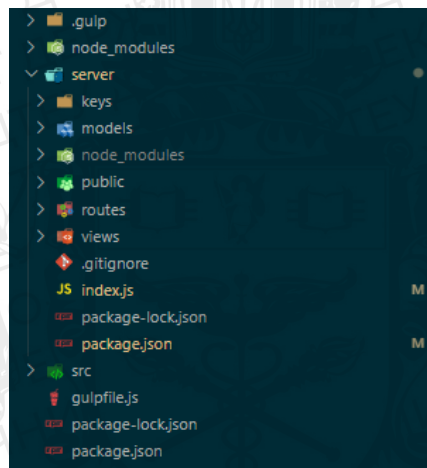 .gulp
node_modules
server
keys
models
node_modules
public
routes
views
.gitignore
JS index.js M
package-lock.json
package.json M
src
gulpfile.js
package-lock.json
package.json